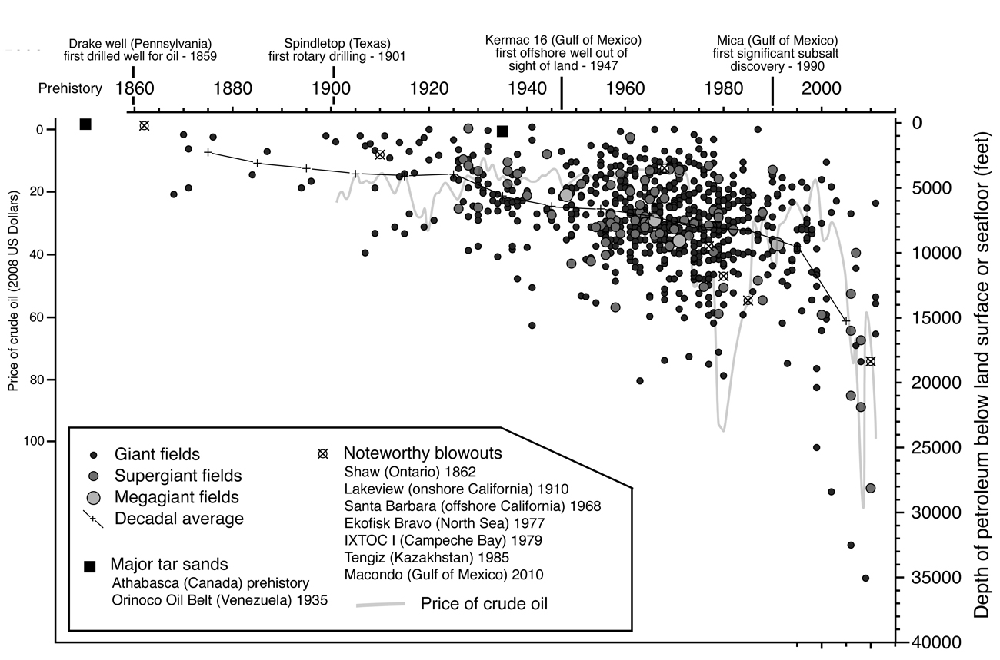 Drake well (Pennsylvania)
first drilled well for oil - 1859
Spindletop (Texas)
first rotary drilling - 1901
Kermac 16 (Gulf of Mexico)
first offshore well out of
sight of land - 1947
Mica (Gulf of Mexico)
first significant subsalt
discovery - 1990
Prehistory 1860 1880 1900 1920 1940 1960 1980 2000
Price of crude oil (2008 US Dollars)
0
20
40
60
80
100
0
5000
10000
15000
20000
25000
30000
35000
40000
Depth of petroleum below land surface or seafloor (feet)
Giant fields
Supergiant fields
Megagiant fields
Decadal average
Major tar sands
Athabasca (Canada) prehistory
Orinoco Oil Belt (Venezuela) 1935
Noteworthy blowouts
Shaw (Ontario) 1862
Lakeview (onshore California) 1910
Santa Barbara (offshore California) 1968
Ekofisk Bravo (North Sea) 1977
IXTOC I (Campeche Bay) 1979
Tengiz (Kazakhstan) 1985
Macondo (Gulf of Mexico) 2010
Price of crude oil